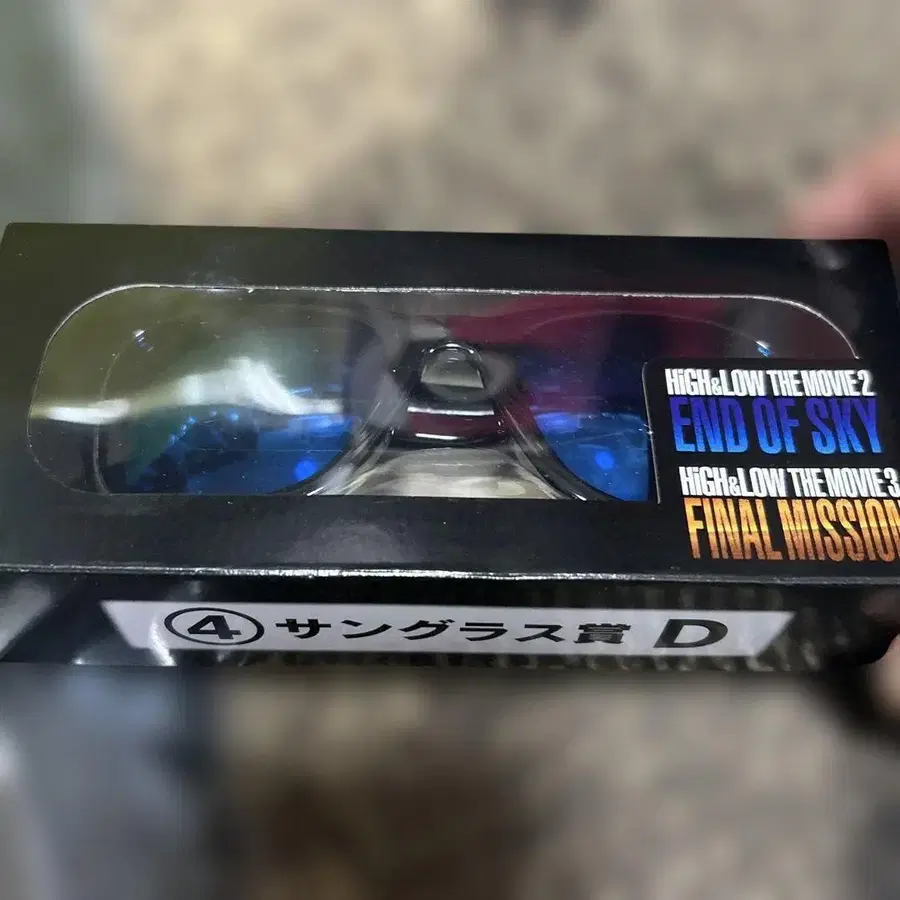 HiGH&LOW THE MOVIE 2
END OF SKY
HiGH&LOW THE MOVIE 3
FINAL MISSION
④サングラス賞 D